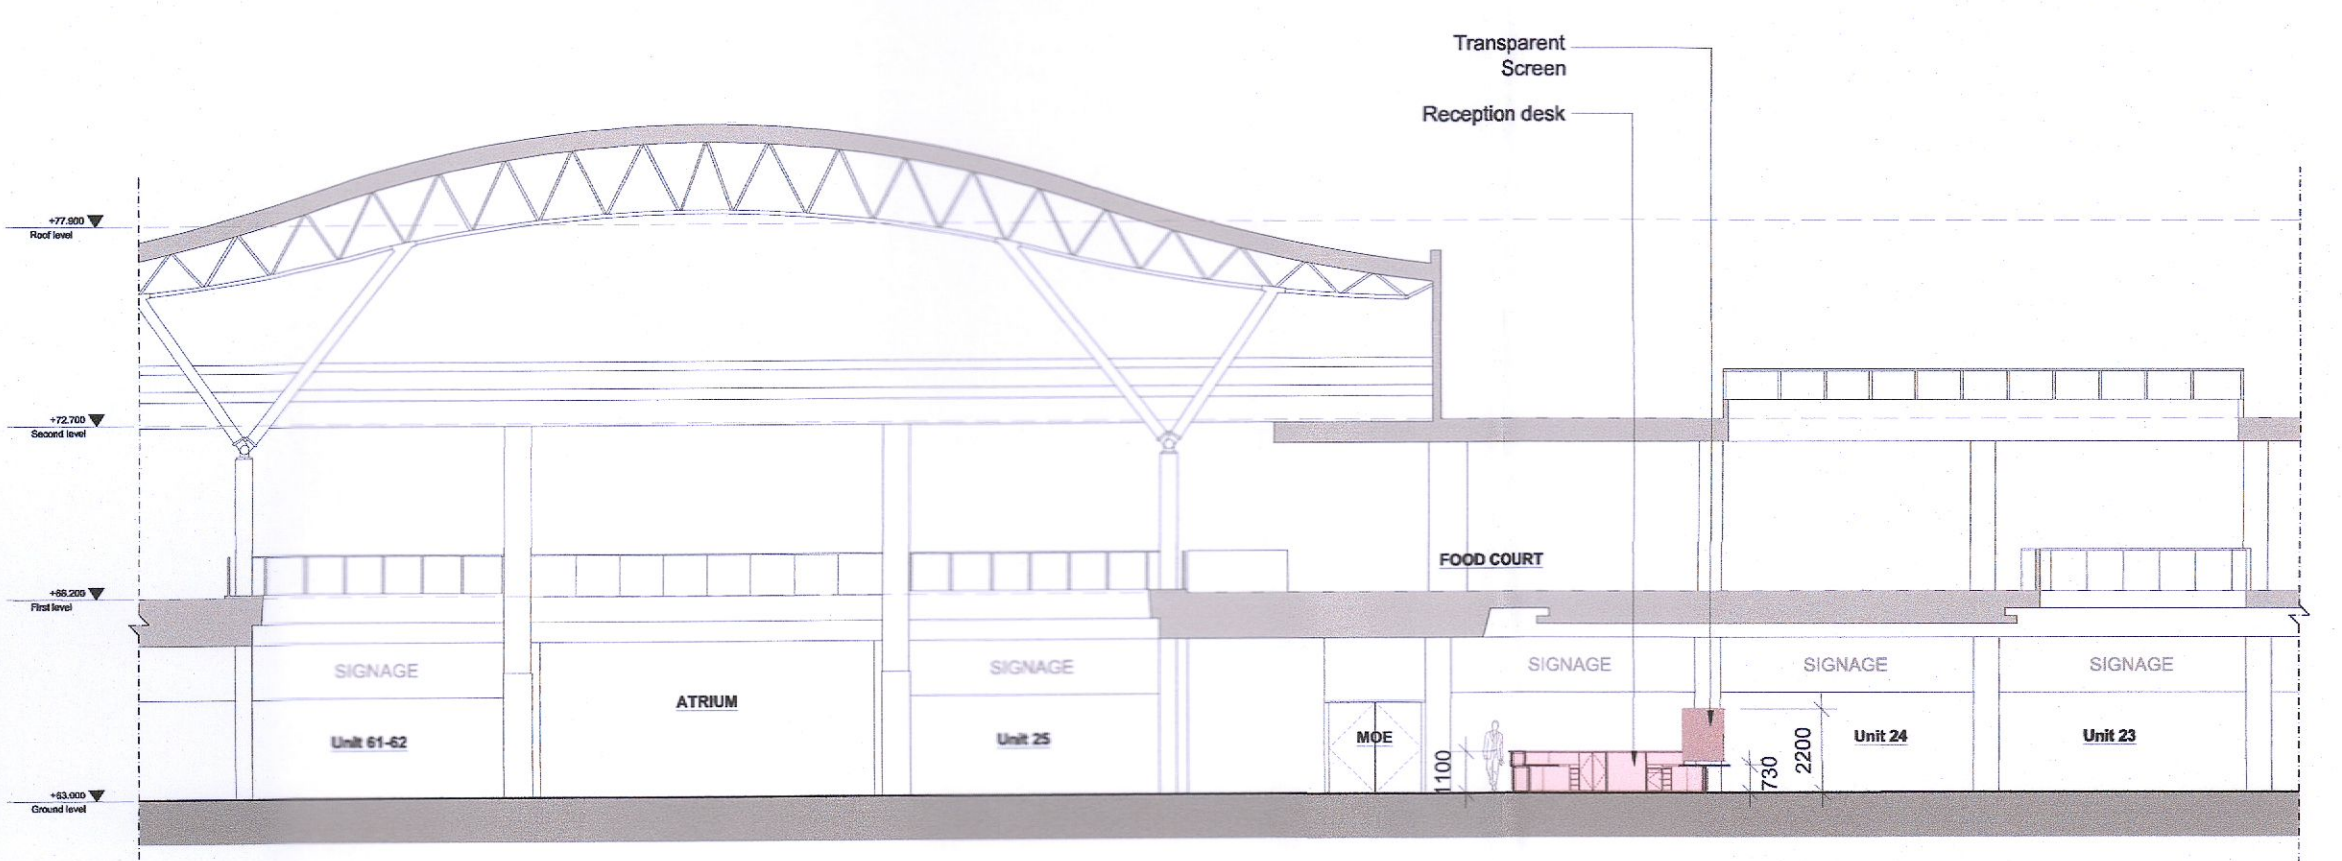 Transparent
Screen
Reception desk
+77.900
Roof level
+72.700
Second level
FOOD COURT
+68.200
First level
SIGNAGE
SIGNAGE
SIGNAGE
SIGNAGE
SIGNAGE
ATRIUM
Unit 61-62
Unit 25
MOE
1100
730
2200
Unit 24
Unit 23
+63.000
Ground level